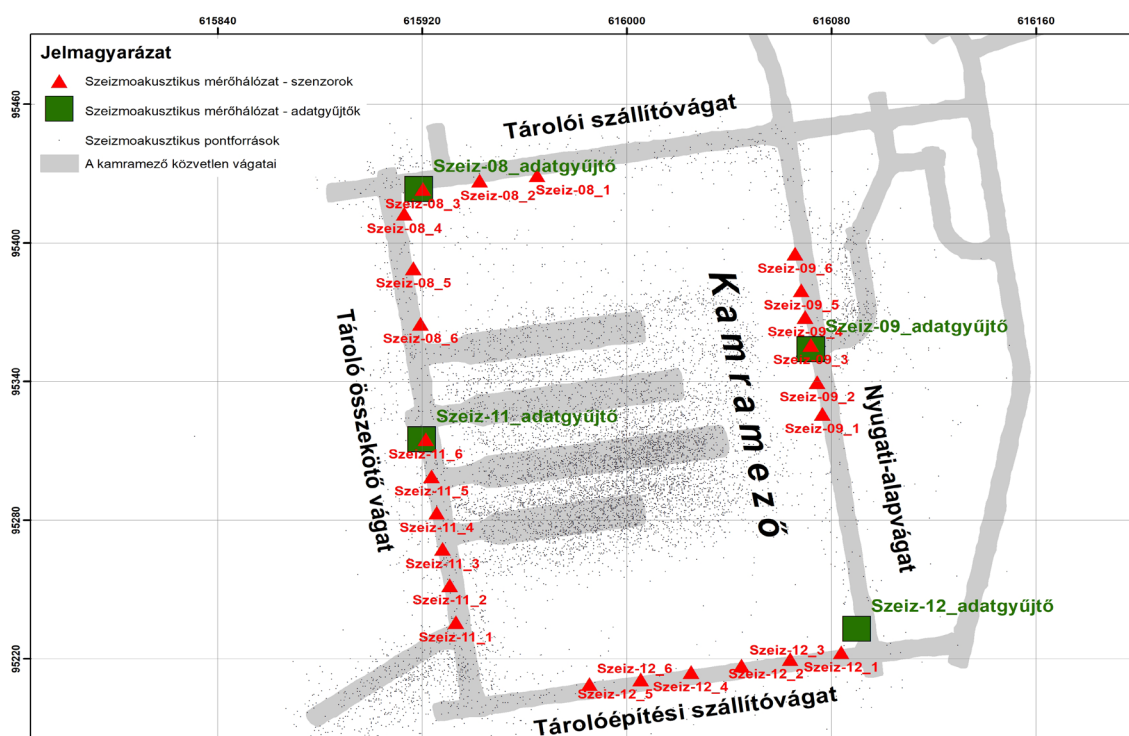 615840 615920 616000 616080 616160
Jelmagyarázat
Szeizmoakusztikus mérőhálózat - szenzorok
Szeizmoakusztikus mérőhálózat - adatgyűjtők
Szeizmoakusztikus pontforrások
A kamramező közvetlen vágatai
95460
95400
95340
95280
95220
Tárolói szállítóvágat
Szeiz-08_adatgyűjtő
Szeiz-08_1
Szeiz-08_2
Szeiz-08_3
Szeiz-08_4
Szeiz-08_5
Szeiz-08_6
Szeiz-09_6
Szeiz-09_5
Szeiz-09_4
Szeiz-09_adatgyűjtő
Szeiz-09_3
Szeiz-09_2
Szeiz-09_1
Kamramező
Tároló összekötő vágat
Nyugati-alapvágat
Szeiz-11_adatgyűjtő
Szeiz-11_6
Szeiz-11_5
Szeiz-11_4
Szeiz-11_3
Szeiz-11_2
Szeiz-11_1
Szeiz-12_adatgyűjtő
Szeiz-12_3
Szeiz-12_6
Szeiz-12_1
Szeiz-12_2
Szeiz-12_4
Szeiz-12_5
Tárolóépítési szállítóvágat